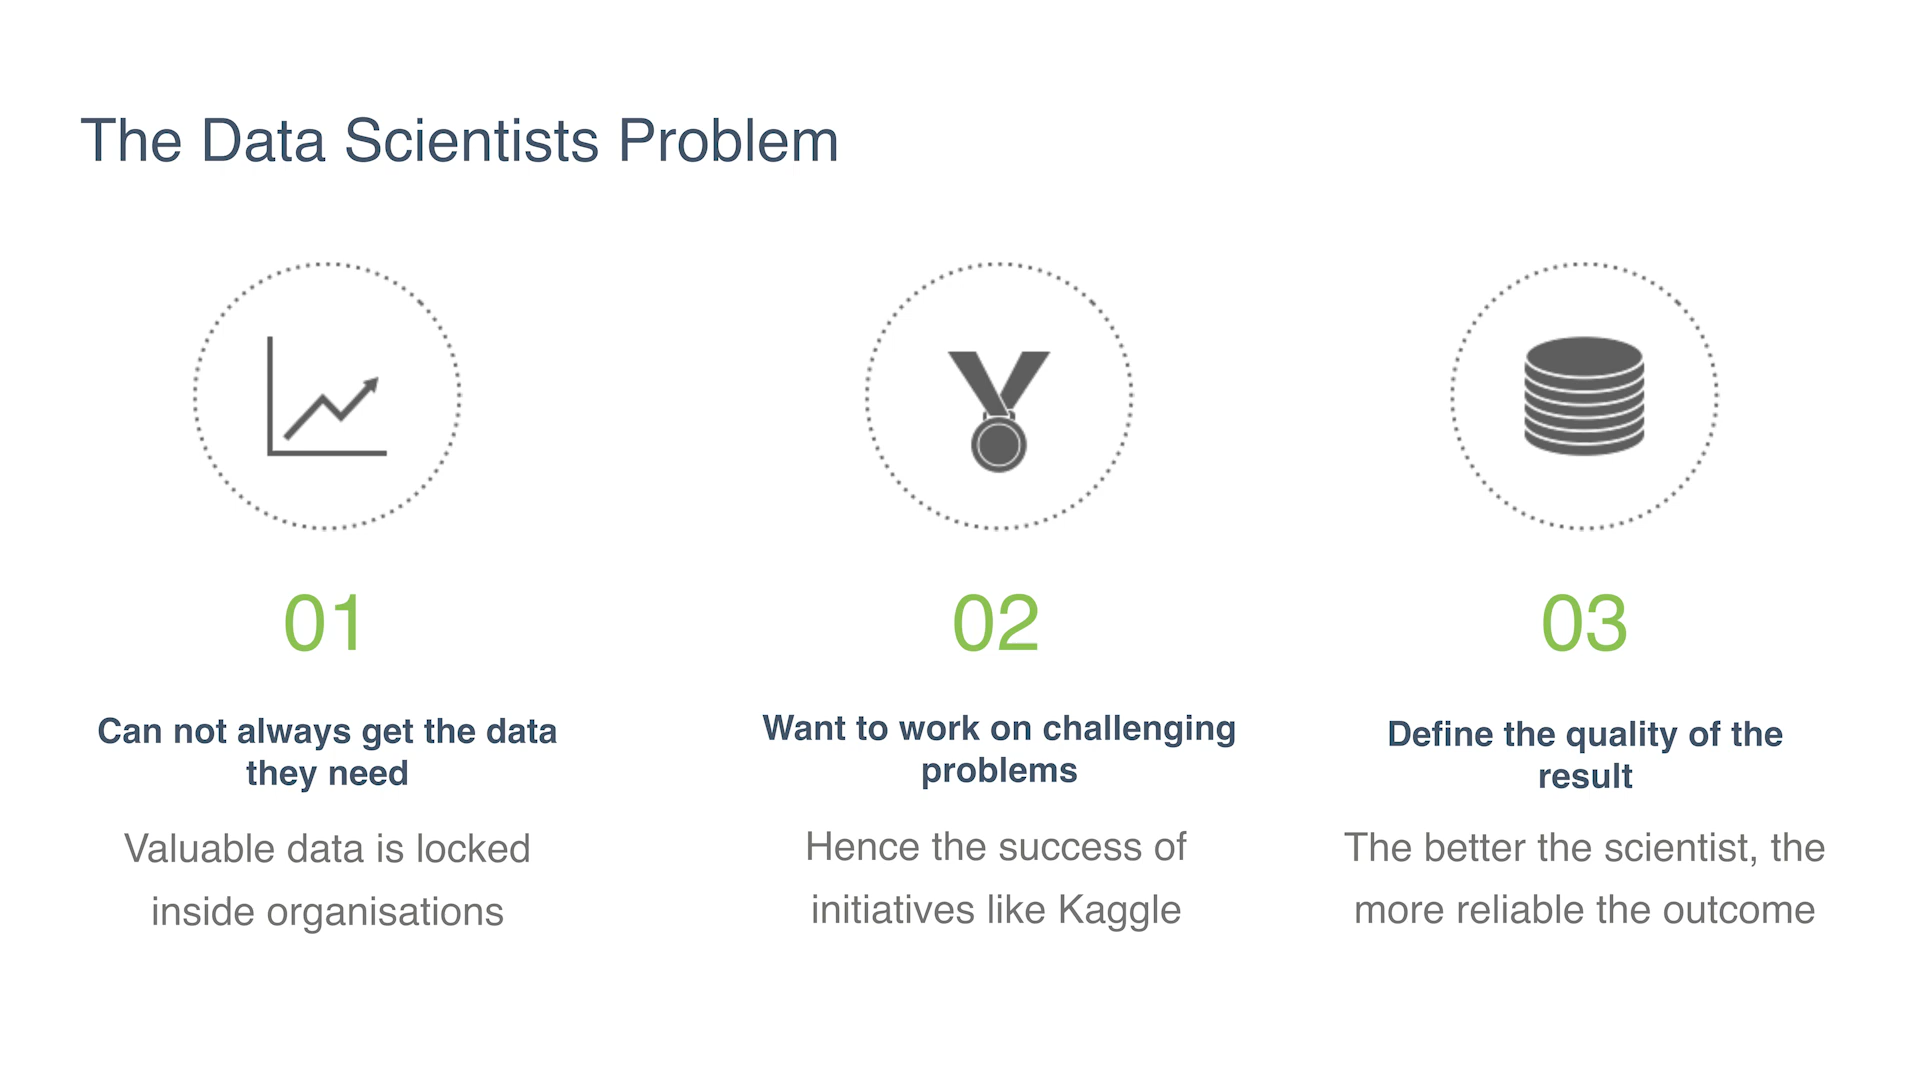 The Data Scientists Problem
01
Can not always get the data
they need
Valuable data is locked
inside organisations
02
Want to work on challenging
problems
Hence the success of
initiatives like Kaggle
03
Define the quality of the
result
The better the scientist, the
more reliable the outcome